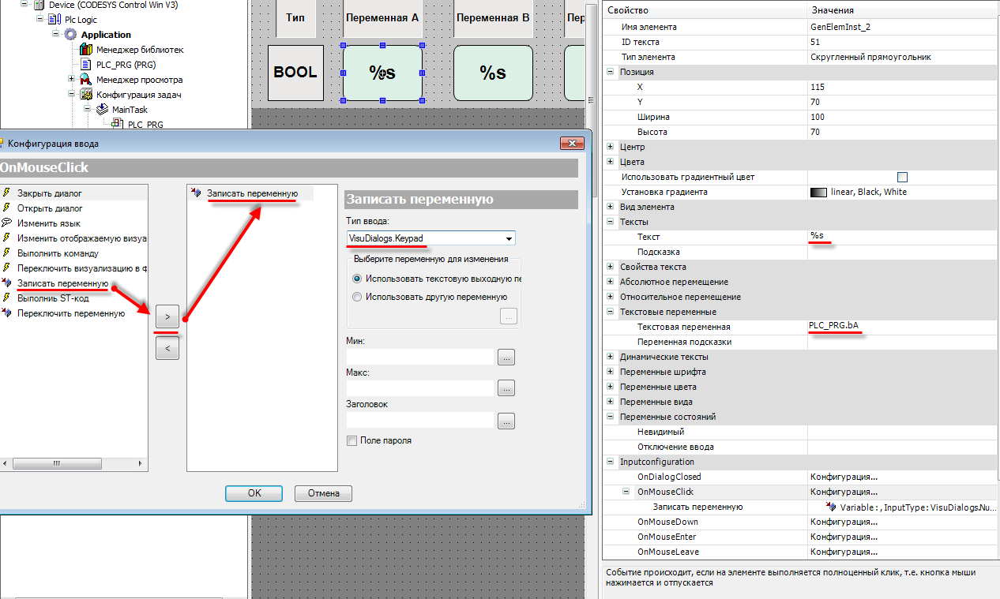 Device (CODESYS Control Win V3)
Plc Logic
Application
Менеджер библиотек
PLC_PRG (PRG)
Менеджер просмотра
Конфигурация задач
MainTask
PLC_PRG
Тип
Переменная A
Переменная B
Пер
BOOL
%s
%s
Конфигурация ввода
OnMouseClick
Закрыть диалог
Открыть диалог
Изменить язык
Изменить отображаемую визуа
Выполнить команду
Переключить визуализацию в ф
Записать переменную
Выполниь ST-код
Переключить переменную
>
<
Записать переменную
Записать переменную
Тип ввода:
VisuDialogs.Keypad
Выберите переменную для изменения
Использовать текстовую выходную пе
Использовать другую переменную
...
Мин:
...
Макс:
...
Заголовок
...
Поле пароля
OK
Отмена
Свойство Значения
Имя элемента GenElemInst_2
ID текста 51
Тип элемента Скругленный прямоугольник
Позиция
X 115
Y 70
Ширина 100
Высота 70
Центр
Цвета
Использовать градиентный цвет
Установка градиента linear, Black, White
Вид элемента
Тексты
Текст %s
Подсказка
Свойства текста
Абсолютное перемещение
Относительное перемещение
Текстовые переменные
Текстовая переменная PLC_PRG.bA
Переменная подсказки
Динамические тексты
Переменные шрифта
Переменные цвета
Переменные вида
Переменные состояний
Невидимый
Отключение ввода
Inputconfiguration
OnDialogClosed Конфигурация...
OnMouseClick Конфигурация...
Записать переменную Variable : , InputType: VisuDialogs.Nu...
OnMouseDown Конфигурация...
OnMouseEnter Конфигурация...
OnMouseLeave Конфигурация...
Событие происходит, если на элементе выполняется полноценный клик, т.е. кнопка мыши
нажимается и отпускается